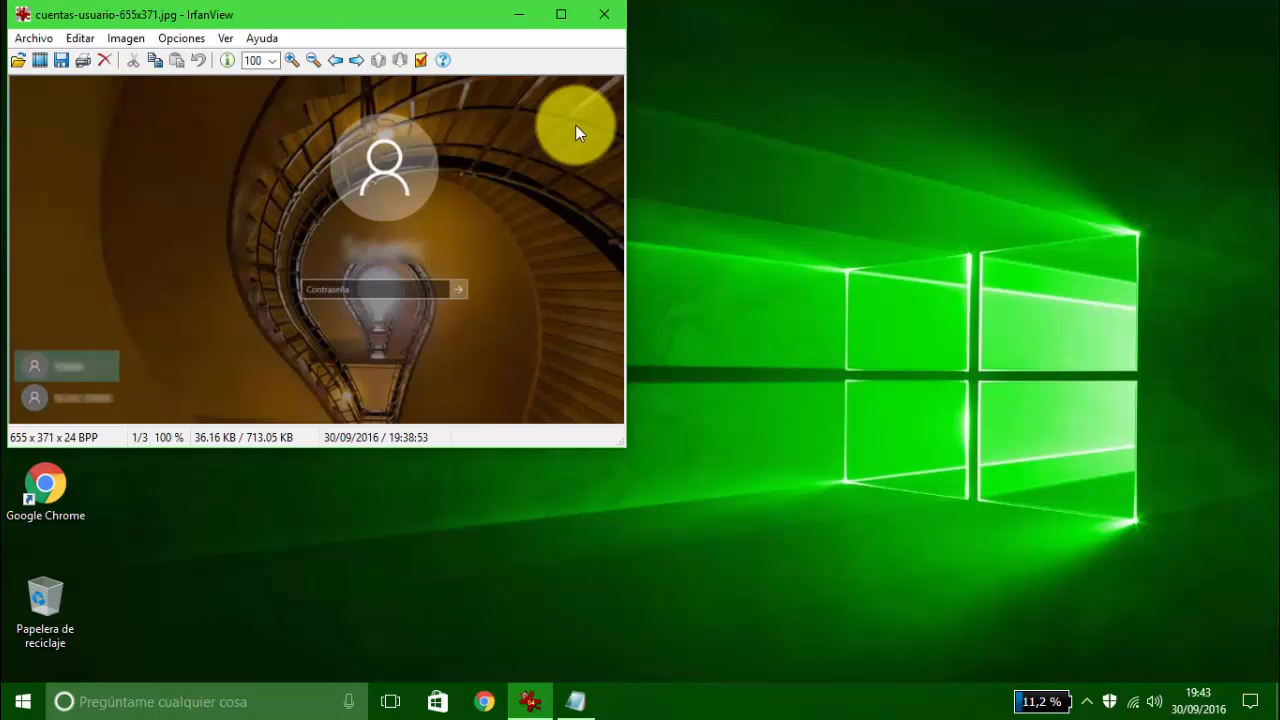 cuentas-usuario-655x371.jpg - IrfanView
Archivo Editar Imagen Opciones Ver Ayuda
100
Contraseña
655 x 371 x 24 BPP 1/3 100 % 36.16 KB / 713.05 KB 30/09/2016 / 19:38:53
Google Chrome
Papelera de
reciclaje
Pregúntame cualquier cosa
11,2 %
19:43
30/09/2016